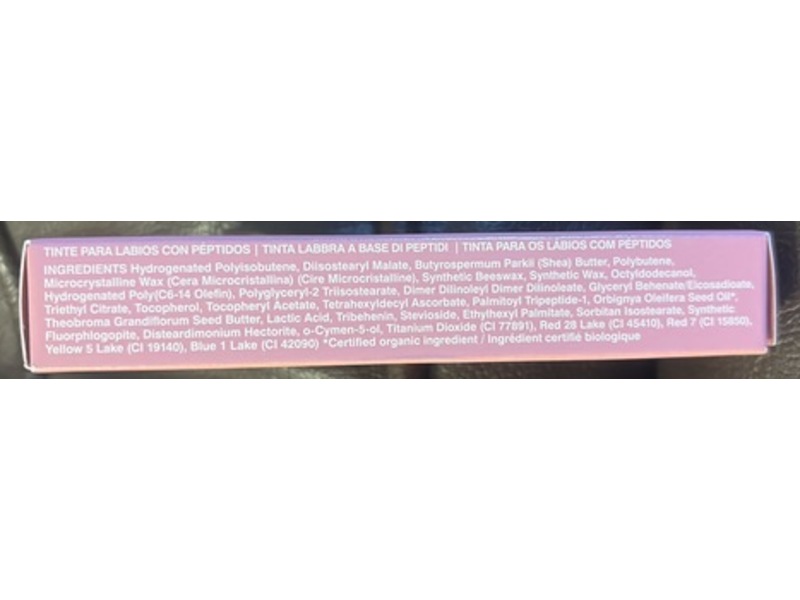 TINTE PARA LABIOS CON PÉPTIDOS | TINTA LABBRA A BASE DI PEPTIDI | TINTA PARA OS LÁBIOS COM PÉPTIDOS
INGREDIENTS Hydrogenated Polyisobutene, Diisostearyl Malate, Butyrospermum Parkii (Shea) Butter, Polybutene,
Microcrystalline Wax (Cera Microcristallina) (Cire Microcristalline), Synthetic Beeswax, Synthetic Wax, Octyldodecanol,
Hydrogenated Poly(C6-14 Olefin), Polyglyceryl-2 Triisostearate, Dimer Dilinoleyl Dimer Dilinoleate, Glyceryl Behenate/Eicosadioate,
Triethyl Citrate, Tocopherol, Tocopheryl Acetate, Tetrahexyldecyl Ascorbate, Palmitoyl Tripeptide-1, Orbignya Oleifera Seed Oil*,
Theobroma Grandiflorum Seed Butter, Lactic Acid, Tribehenin, Stevioside, Ethylhexyl Palmitate, Sorbitan Isostearate, Synthetic
Fluorphlogopite, Disteardimonium Hectorite, o-Cymen-5-ol, Titanium Dioxide (CI 77891), Red 28 Lake (CI 45410), Red 7 (CI 15850),
Yellow 5 Lake (CI 19140), Blue 1 Lake (CI 42090) *Certified organic ingredient / Ingrédient certifié biologique